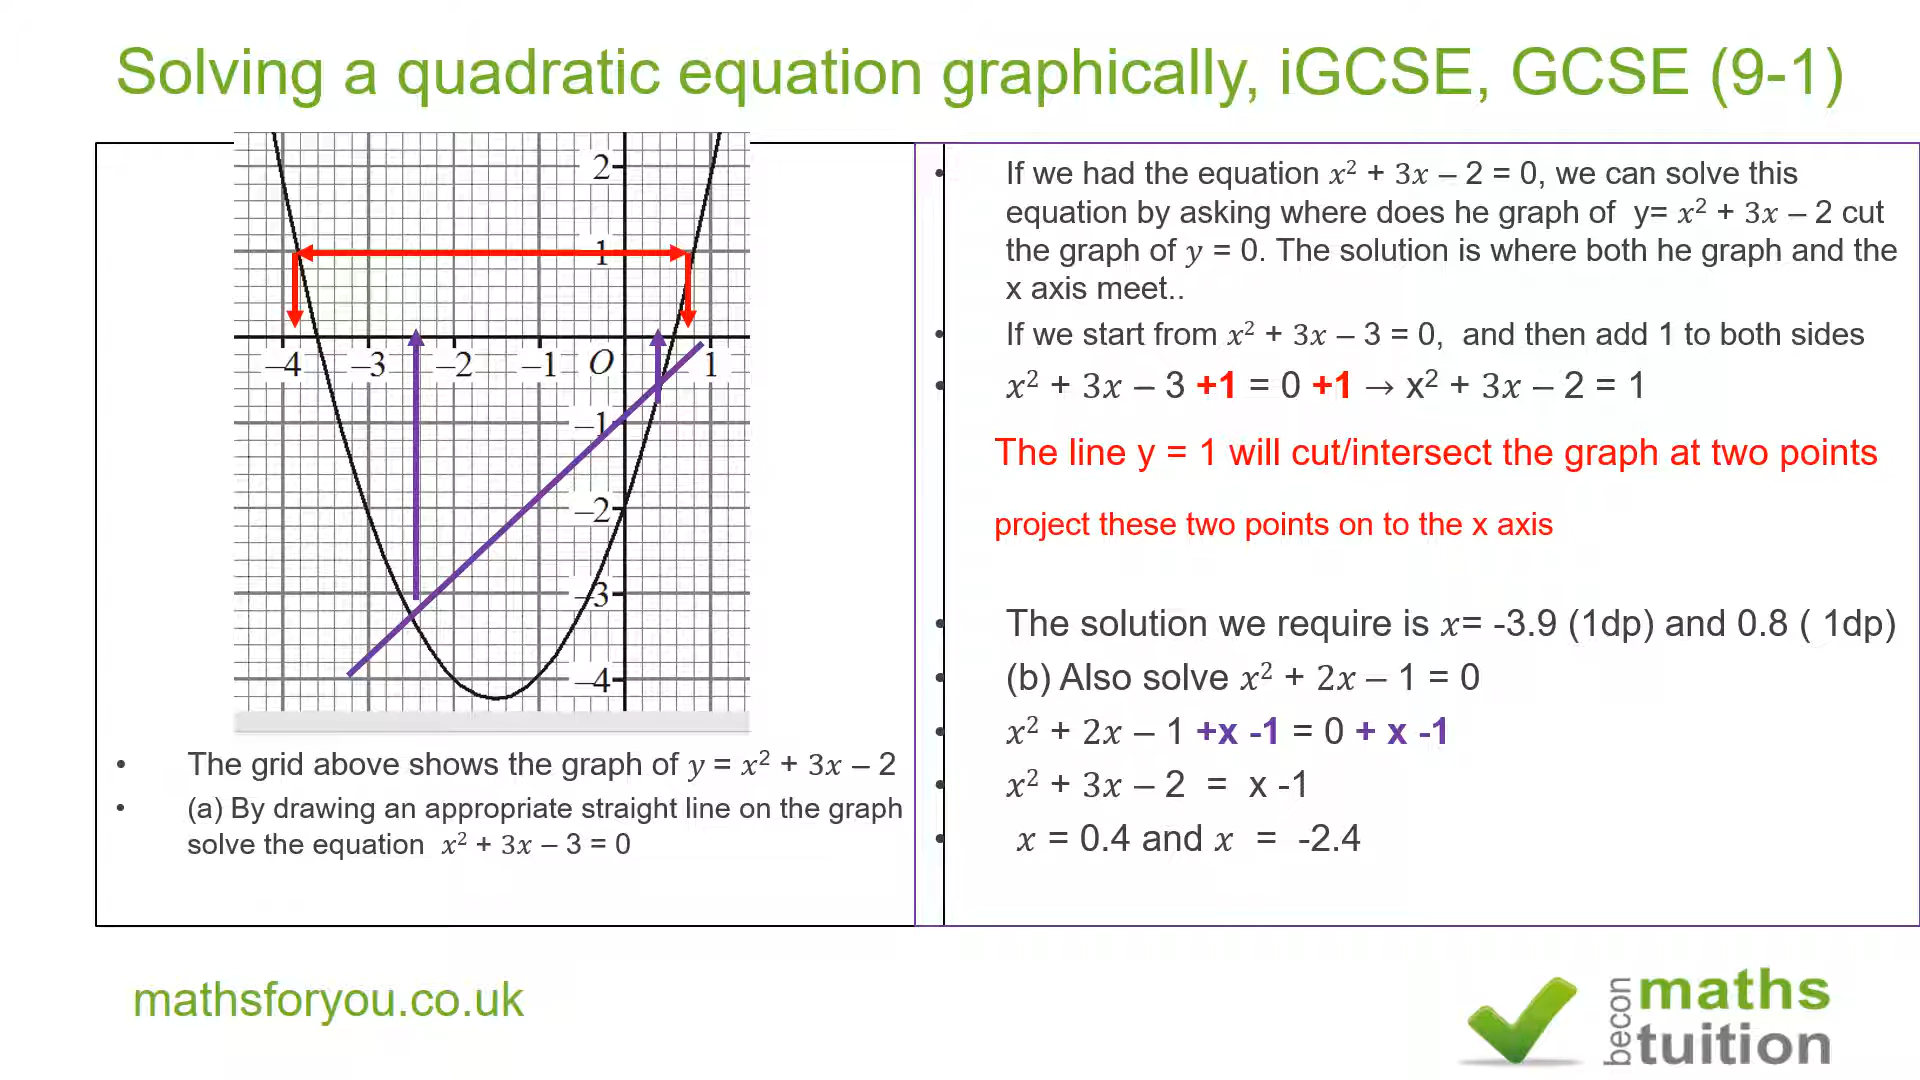 Solving a quadratic equation graphically, iGCSE, GCSE (9-1)
2
1
–4 –3 –2 –1 O 1
–1
–2
–3
–4
• The grid above shows the graph of y = x² + 3x – 2
• (a) By drawing an appropriate straight line on the graph
solve the equation x² + 3x – 3 = 0
• If we had the equation x² + 3x – 2 = 0, we can solve this
equation by asking where does he graph of y= x² + 3x – 2 cut
the graph of y = 0. The solution is where both he graph and the
x axis meet..
• If we start from x² + 3x – 3 = 0, and then add 1 to both sides
• x² + 3x – 3 +1 = 0 +1 → x² + 3x – 2 = 1
The line y = 1 will cut/intersect the graph at two points
project these two points on to the x axis
• The solution we require is x= -3.9 (1dp) and 0.8 ( 1dp)
• (b) Also solve x² + 2x – 1 = 0
• x² + 2x – 1 +x -1 = 0 + x -1
• x² + 3x – 2 = x -1
• x = 0.4 and x = -2.4
mathsforyou.co.uk
becon
maths
tuition